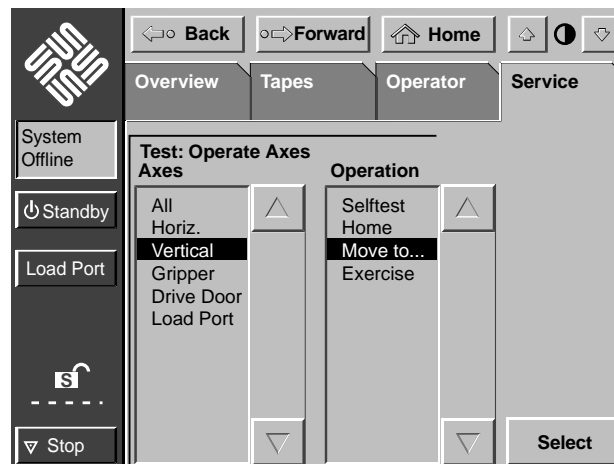 Back
Forward
Home
Overview
Tapes
Operator
Service
System
Offline
Standby
Load Port
S
Stop
Test: Operate Axes
Axes
Operation
All
Horiz.
Vertical
Gripper
Drive Door
Load Port
Selftest
Home
Move to...
Exercise
Select